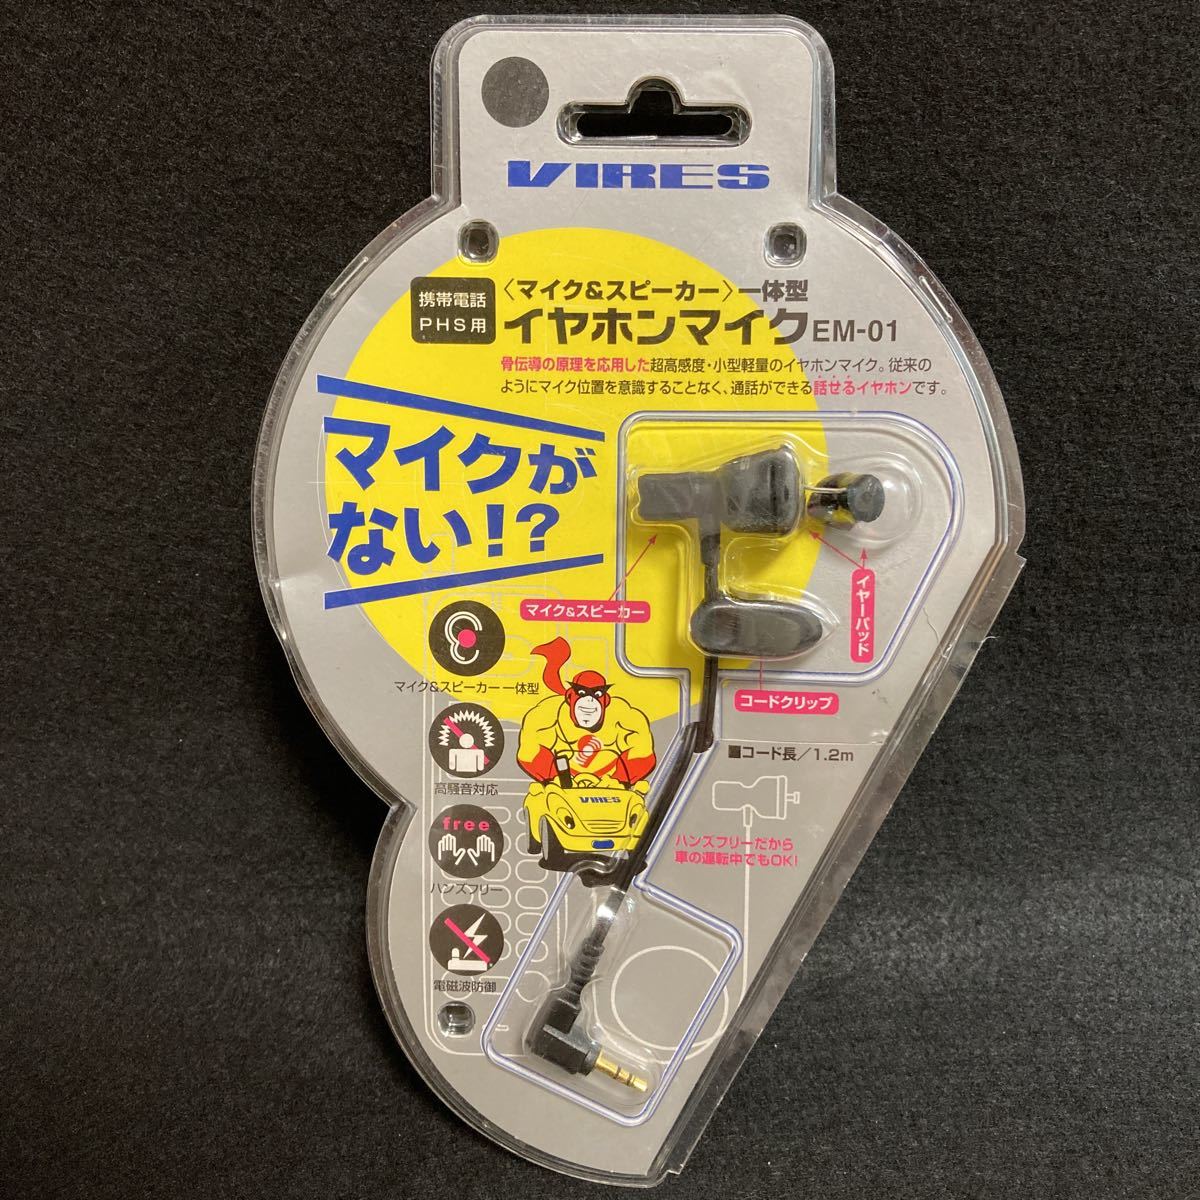 VIRES
携帯電話
PHS用
〈マイク&スピーカー〉一体型
イヤホンマイクEM-01
骨伝導の原理を応用した超高感度・小型軽量のイヤホンマイク。従来の
ようにマイク位置を意識することなく、通話ができる話せるイヤホンです。
マイクが
ない!?
マイク&スピーカー
イヤーパッド
コードクリップ
マイク&スピーカー一体型
■コード長/1.2m
高騒音対応
VIRES
free
ハンズフリー
ハンズフリーだから
車の運転中でもOK!
電磁波防御